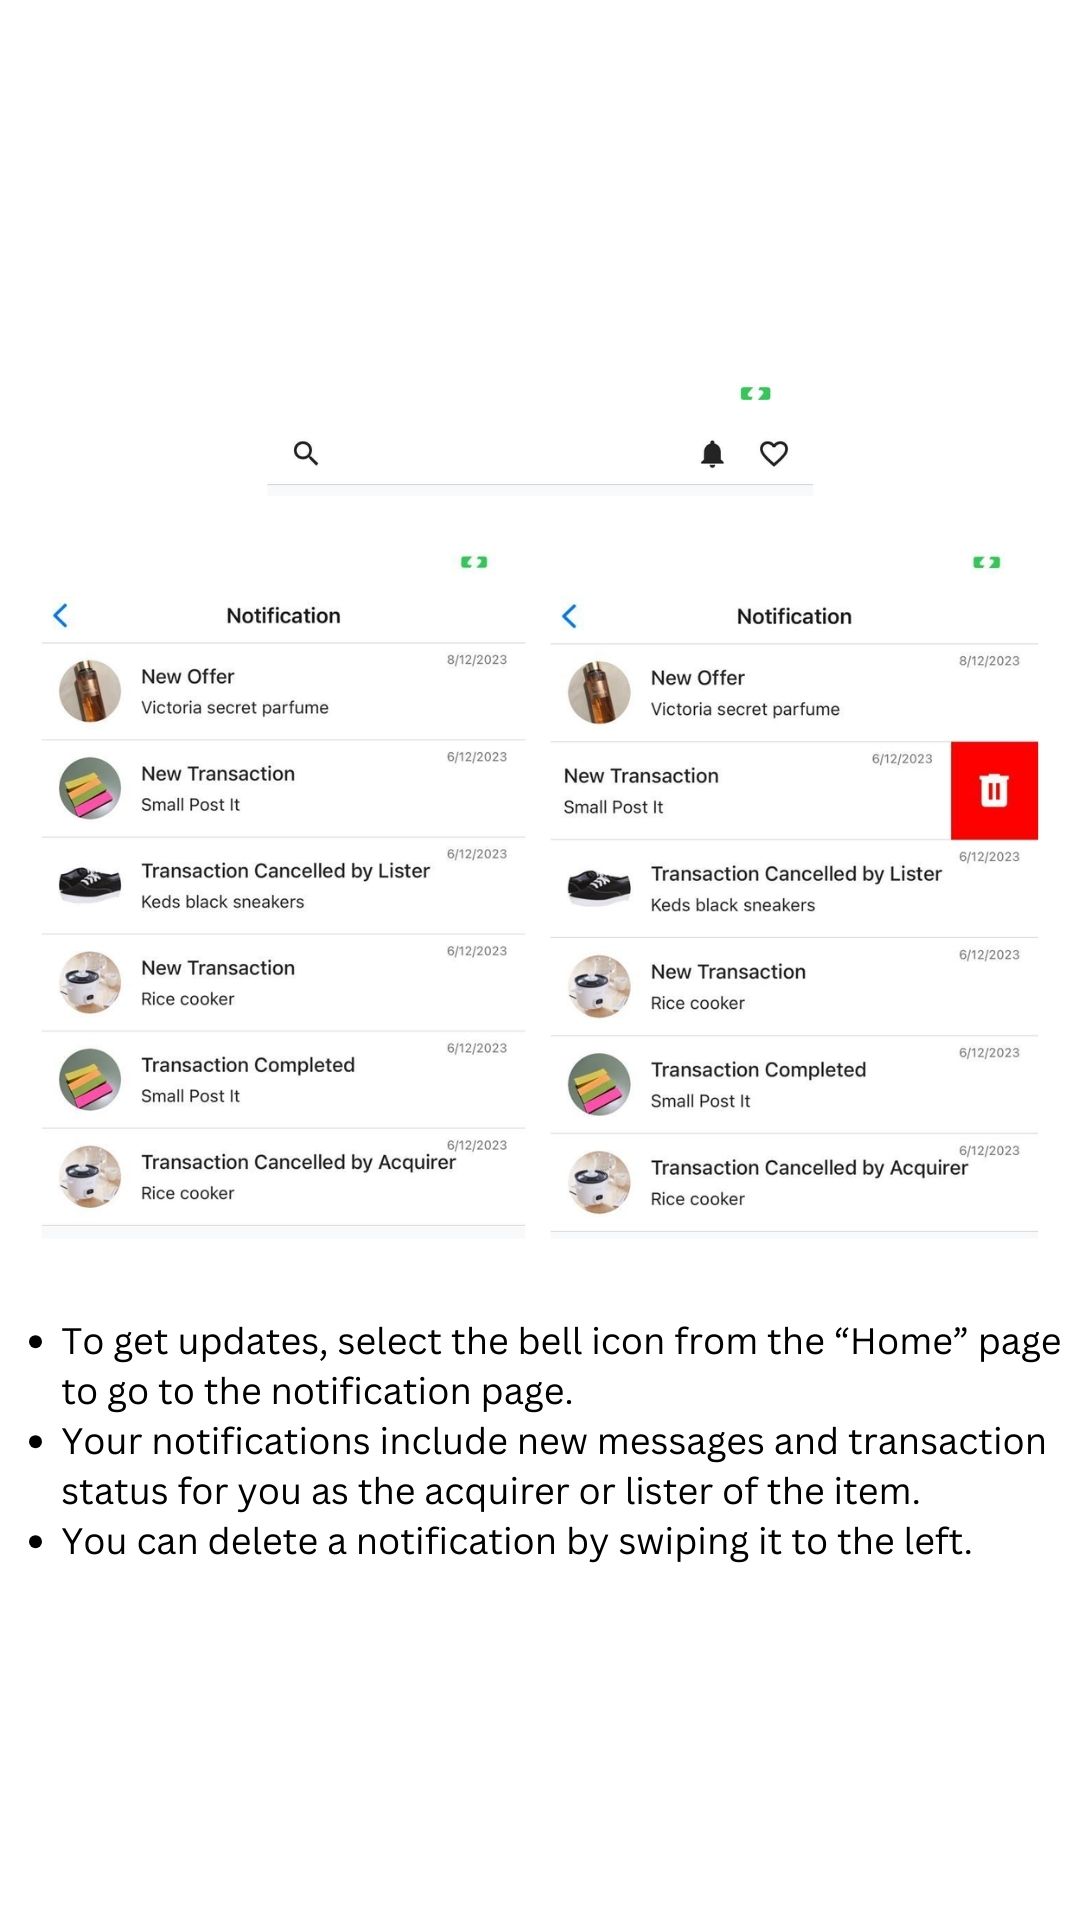 Notification
8/12/2023
New Offer
Victoria secret parfume
6/12/2023
New Transaction
Small Post It
6/12/2023
Transaction Cancelled by Lister
Keds black sneakers
6/12/2023
New Transaction
Rice cooker
6/12/2023
Transaction Completed
Small Post It
6/12/2023
Transaction Cancelled by Acquirer
Rice cooker
Notification
8/12/2023
New Offer
Victoria secret parfume
6/12/2023
New Transaction
Small Post It
6/12/2023
Transaction Cancelled by Lister
Keds black sneakers
6/12/2023
New Transaction
Rice cooker
6/12/2023
Transaction Completed
Small Post It
6/12/2023
Transaction Cancelled by Acquirer
Rice cooker
• To get updates, select the bell icon from the “Home” page
to go to the notification page.
• Your notifications include new messages and transaction
status for you as the acquirer or lister of the item.
• You can delete a notification by swiping it to the left.